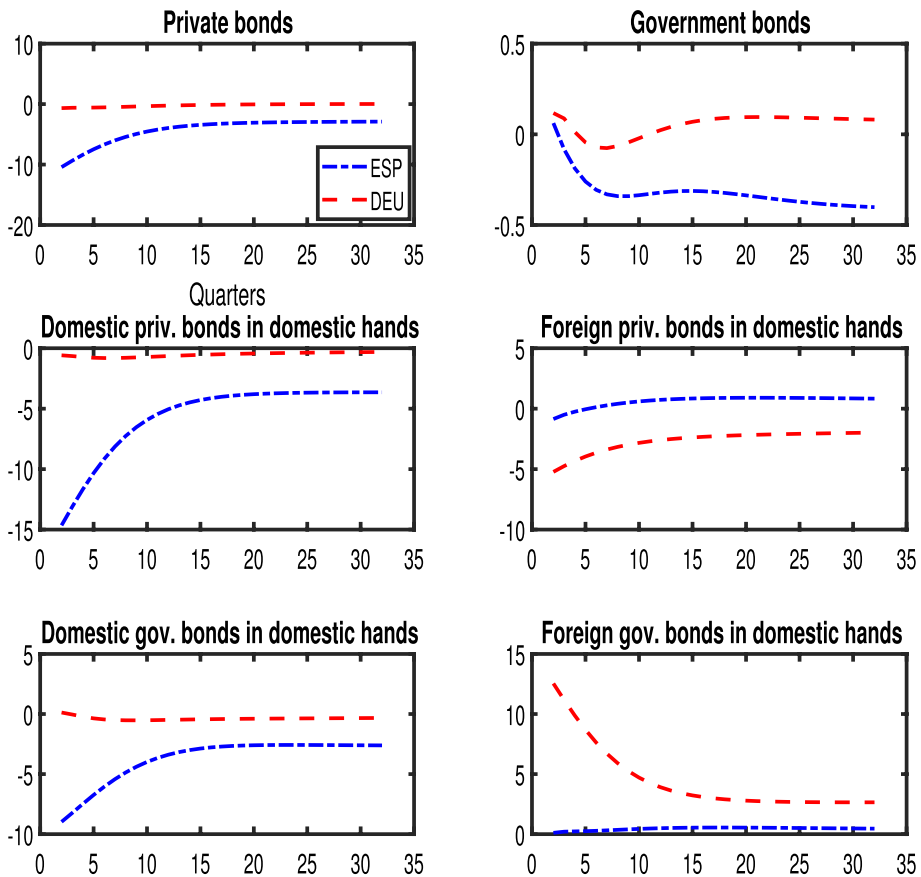 Private bonds
Government bonds
10
0
-10
-20
ESP
DEU
0 5 10 15 20 25 30 35
Quarters
0.5
0
-0.5
0 5 10 15 20 25 30 35
Domestic priv. bonds in domestic hands
Foreign priv. bonds in domestic hands
0
-5
-10
-15
0 5 10 15 20 25 30 35
5
0
-5
-10
0 5 10 15 20 25 30 35
Domestic gov. bonds in domestic hands
Foreign gov. bonds in domestic hands
5
0
-5
-10
0 5 10 15 20 25 30 35
15
10
5
0
0 5 10 15 20 25 30 35